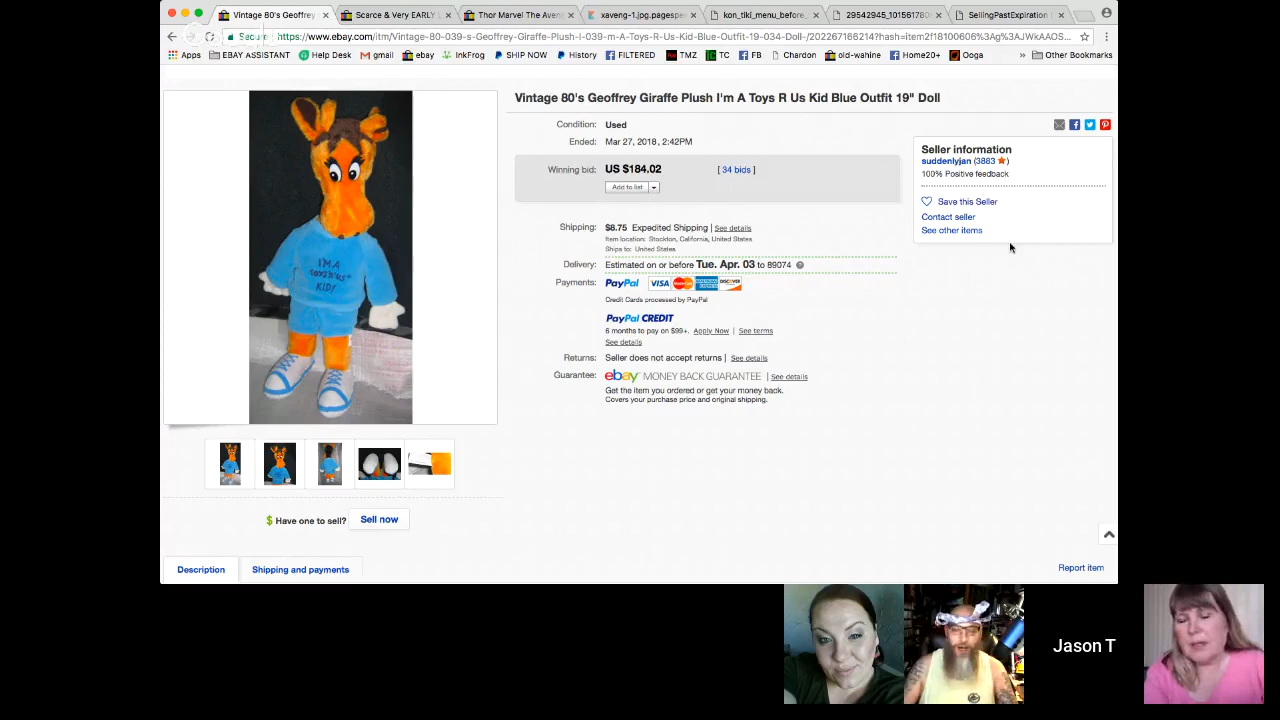 Vintage 80's Geoffrey
Scarce & Very EARLY L
Thor Marvel The Aven
xaveng-1.jpg.pagespe
kon_tiki_menu_before_
29542945_101561780
SellingPastExpiration
Secure https://www.ebay.com/itm/Vintage-80-039-s-Geoffrey-Giraffe-Plush-I-039-m-A-Toys-R-Us-Kid-Blue-Outfit-19-034-Doll-/202267166214?hash=item2f18100606%3Ag%3AJWkAAOS...
Apps EBAY ASSISTANT Help Desk gmail ebay InkFrog SHIP NOW History FILTERED TMZ TC FB Chardon old-wahine Home20+ Ooga » Other Bookmarks
Vintage 80's Geoffrey Giraffe Plush I'm A Toys R Us Kid Blue Outfit 19" Doll
Condition: Used
Ended: Mar 27, 2018, 2:42PM
Winning bid: US $184.02 [ 34 bids ]
Add to list
Shipping: $8.75 Expedited Shipping | See details
Item location: Stockton, California, United States
Ships to: United States
Delivery: Estimated on or before Tue. Apr. 03 to 89074
Payments: PayPal VISA MasterCard AMERICAN EXPRESS DISCOVER
Credit Cards processed by PayPal
PayPal CREDIT
6 months to pay on $99+. Apply Now | See terms
See details
Returns: Seller does not accept returns | See details
Guarantee: ebay MONEY BACK GUARANTEE | See details
Get the item you ordered or get your money back.
Covers your purchase price and original shipping.
Seller information
suddenlyjan (3883 )
100% Positive feedback
Save this Seller
Contact seller
See other items
I'M A
TOYS "R" US
KID!
$ Have one to sell? Sell now
Description
Shipping and payments
Report item
Jason T